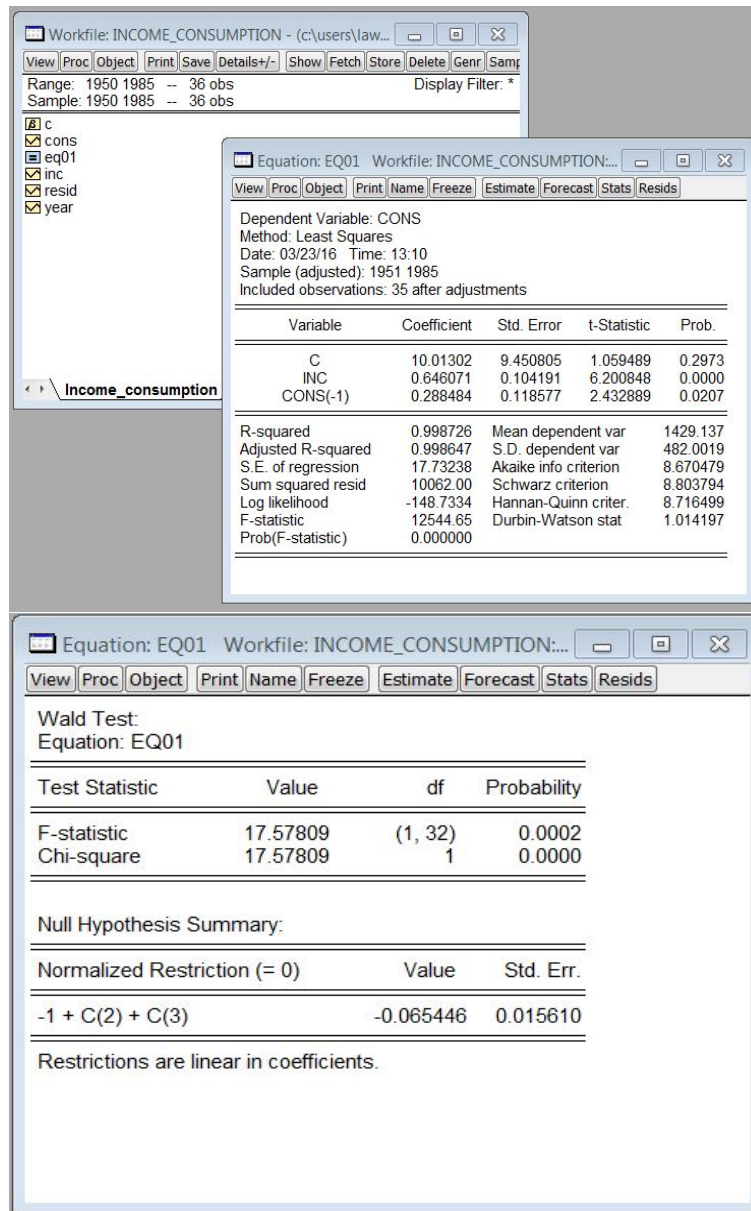 Workfile: INCOME_CONSUMPTION - (c:\users\law...
View Proc Object Print Save Details+/- Show Fetch Store Delete Genr Samp
Range: 1950 1985 -- 36 obs Display Filter: *
Sample: 1950 1985 -- 36 obs
β c
cons
eq01
inc
resid
year
Income_consumption
Equation: EQ01 Workfile: INCOME_CONSUMPTION:...
View Proc Object Print Name Freeze Estimate Forecast Stats Resids
Dependent Variable: CONS
Method: Least Squares
Date: 03/23/16 Time: 13:10
Sample (adjusted): 1951 1985
Included observations: 35 after adjustments
Variable Coefficient Std. Error t-Statistic Prob.
C 10.01302 9.450805 1.059489 0.2973
INC 0.646071 0.104191 6.200848 0.0000
CONS(-1) 0.288484 0.118577 2.432889 0.0207
R-squared 0.998726 Mean dependent var 1429.137
Adjusted R-squared 0.998647 S.D. dependent var 482.0019
S.E. of regression 17.73238 Akaike info criterion 8.670479
Sum squared resid 10062.00 Schwarz criterion 8.803794
Log likelihood -148.7334 Hannan-Quinn criter. 8.716499
F-statistic 12544.65 Durbin-Watson stat 1.014197
Prob(F-statistic) 0.000000
Equation: EQ01 Workfile: INCOME_CONSUMPTION:...
View Proc Object Print Name Freeze Estimate Forecast Stats Resids
Wald Test:
Equation: EQ01
Test Statistic Value df Probability
F-statistic 17.57809 (1, 32) 0.0002
Chi-square 17.57809 1 0.0000
Null Hypothesis Summary:
Normalized Restriction (= 0) Value Std. Err.
-1 + C(2) + C(3) -0.065446 0.015610
Restrictions are linear in coefficients.